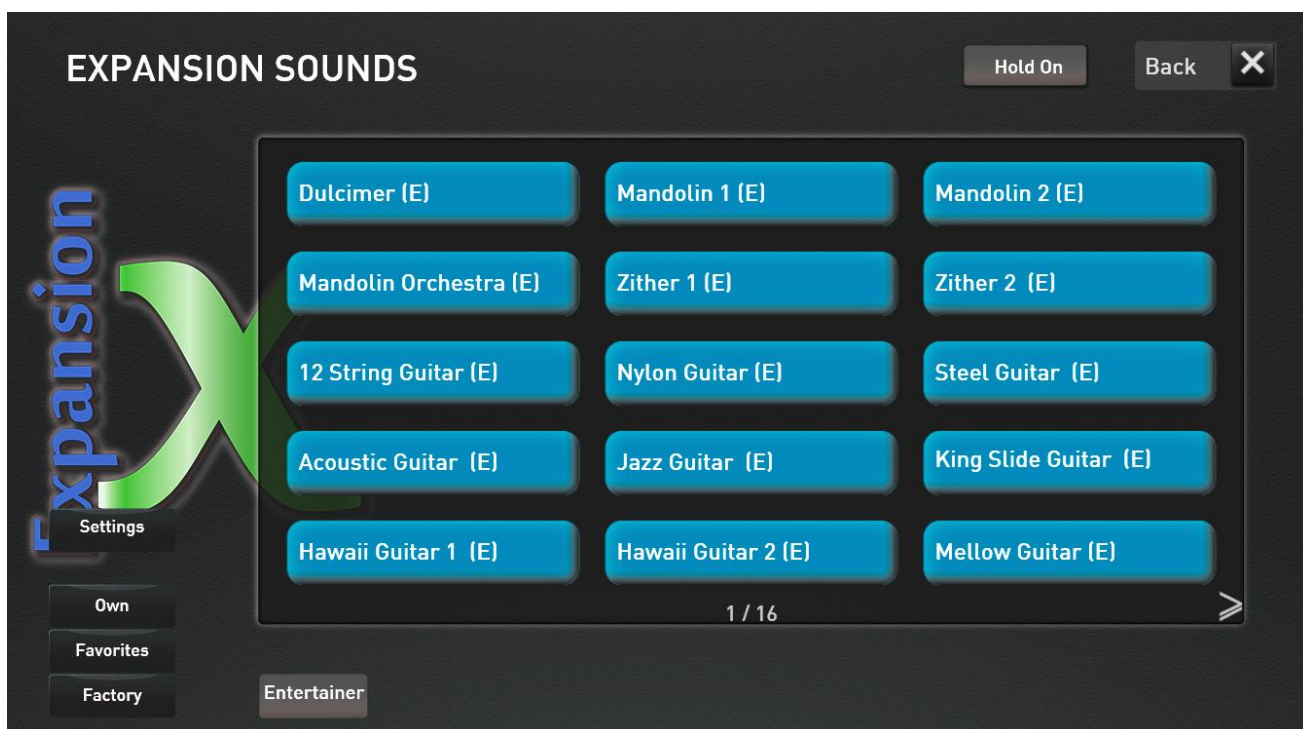 EXPANSION SOUNDS
Hold On
Back
Expansion
X
Dulcimer (E)
Mandolin 1 (E)
Mandolin 2 (E)
Mandolin Orchestra (E)
Zither 1 (E)
Zither 2 (E)
12 String Guitar (E)
Nylon Guitar (E)
Steel Guitar (E)
Acoustic Guitar (E)
Jazz Guitar (E)
King Slide Guitar (E)
Hawaii Guitar 1 (E)
Hawaii Guitar 2 (E)
Mellow Guitar (E)
1 / 16
Settings
Own
Favorites
Factory
Entertainer